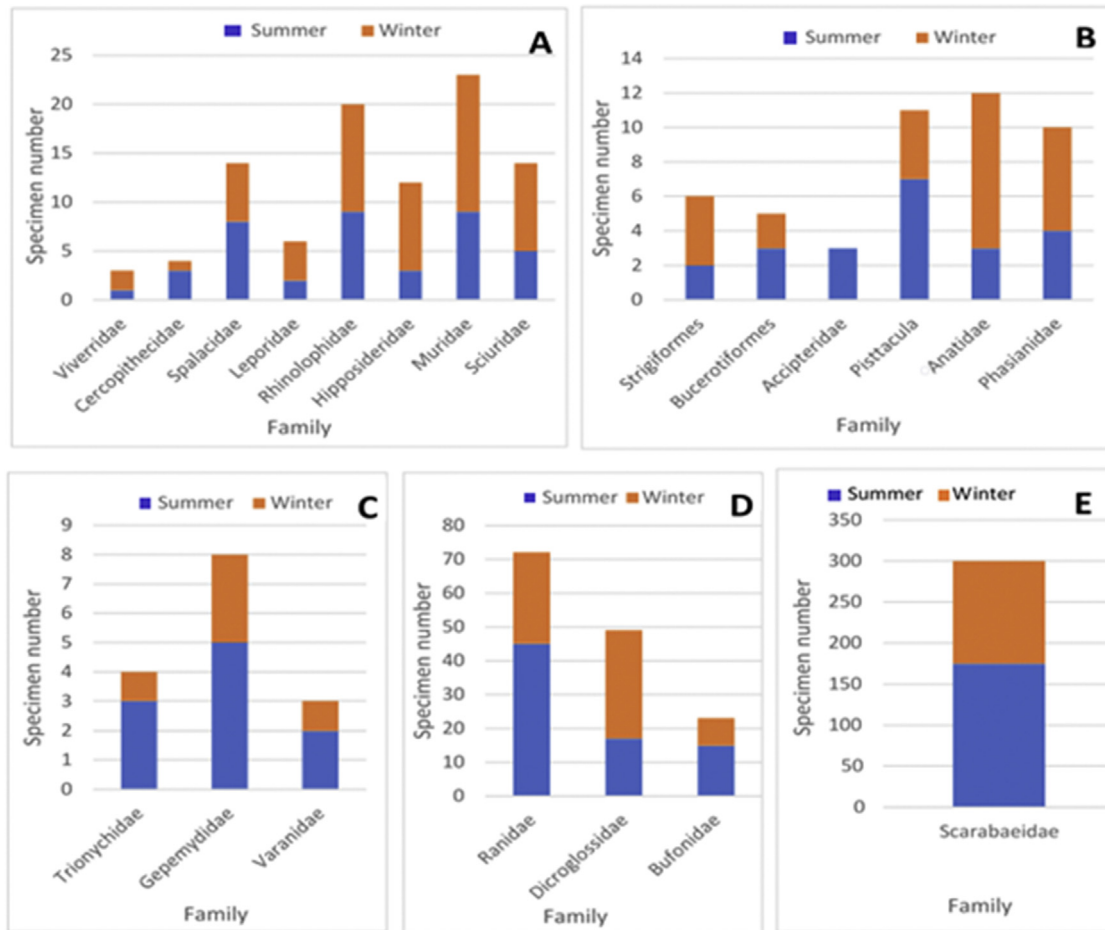 Summer Winter
A
25
20
15
10
5
0
Specimen number
Viverridae
Cercopithecidae
Spalacidae
Leporidae
Rhinolophidae
Hipposideridae
Muridae
Sciuridae
Family
Summer Winter
B
14
12
10
8
6
4
2
0
Specimen number
Strigiformes
Bucerotiformes
Accipteridae
Pisttacula
Anatidae
Phasianidae
Family
Summer Winter
C
9
8
7
6
5
4
3
2
1
0
Specimen number
Trionychidae
Gepemydidae
Varanidae
Family
Summer Winter
D
80
70
60
50
40
30
20
10
0
Specimen number
Ranidae
Dicroglossidae
Bufonidae
Family
Summer Winter
E
350
300
250
200
150
100
50
0
Specimen number
Scarabaeidae
Family